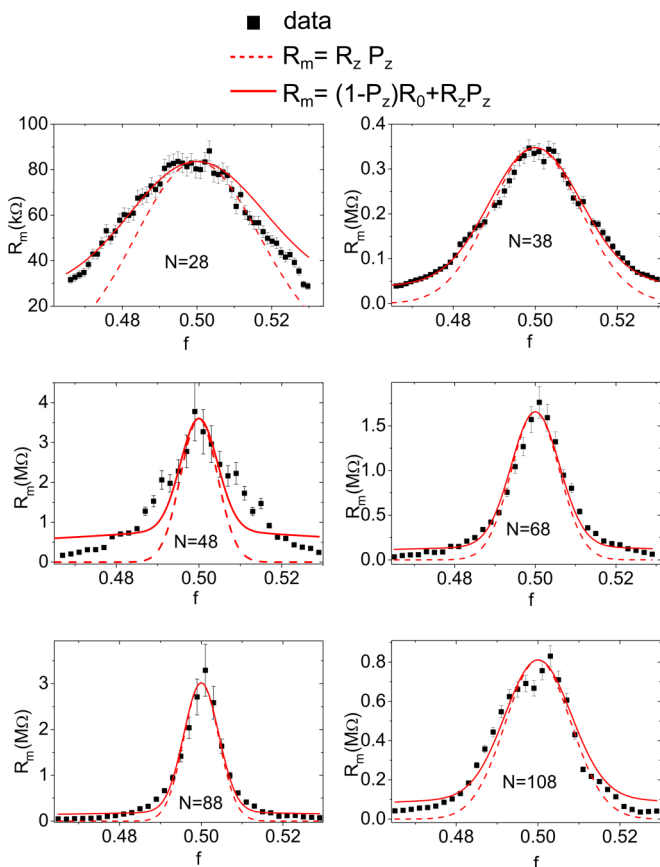 data
Rₘ= R_z P_z
Rₘ= (1-P_z)R₀+R_zP_z
100
80
60
40
20
Rₘ(kΩ)
N=28
0.48
0.50
0.52
f
0.4
0.3
0.2
0.1
0.0
Rₘ(MΩ)
N=38
0.48
0.50
0.52
f
4
3
2
1
0
Rₘ(MΩ)
N=48
0.48
0.50
0.52
f
1.5
1.0
0.5
0.0
Rₘ(MΩ)
N=68
0.48
0.50
0.52
f
3
2
1
0
Rₘ(MΩ)
N=88
0.48
0.50
0.52
f
0.8
0.6
0.4
0.2
0.0
Rₘ(MΩ)
N=108
0.48
0.50
0.52
f